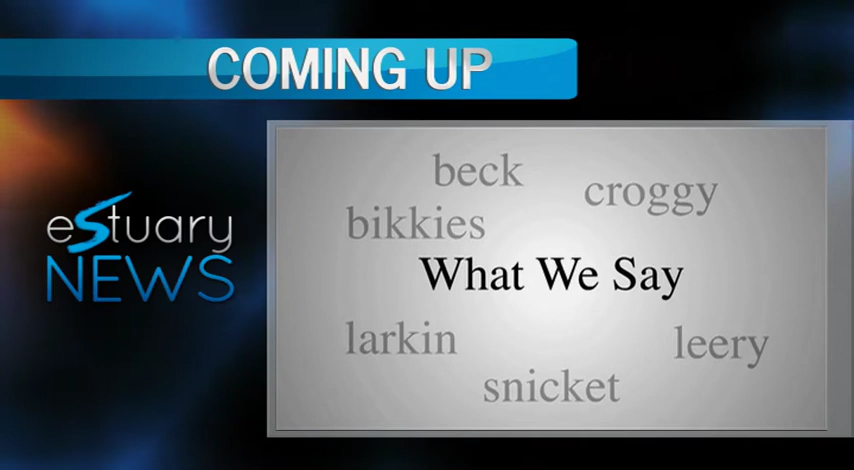 COMING UP
beck
croggy
bikkies
eStuary
NEWS
What We Say
larkin
leery
snicket